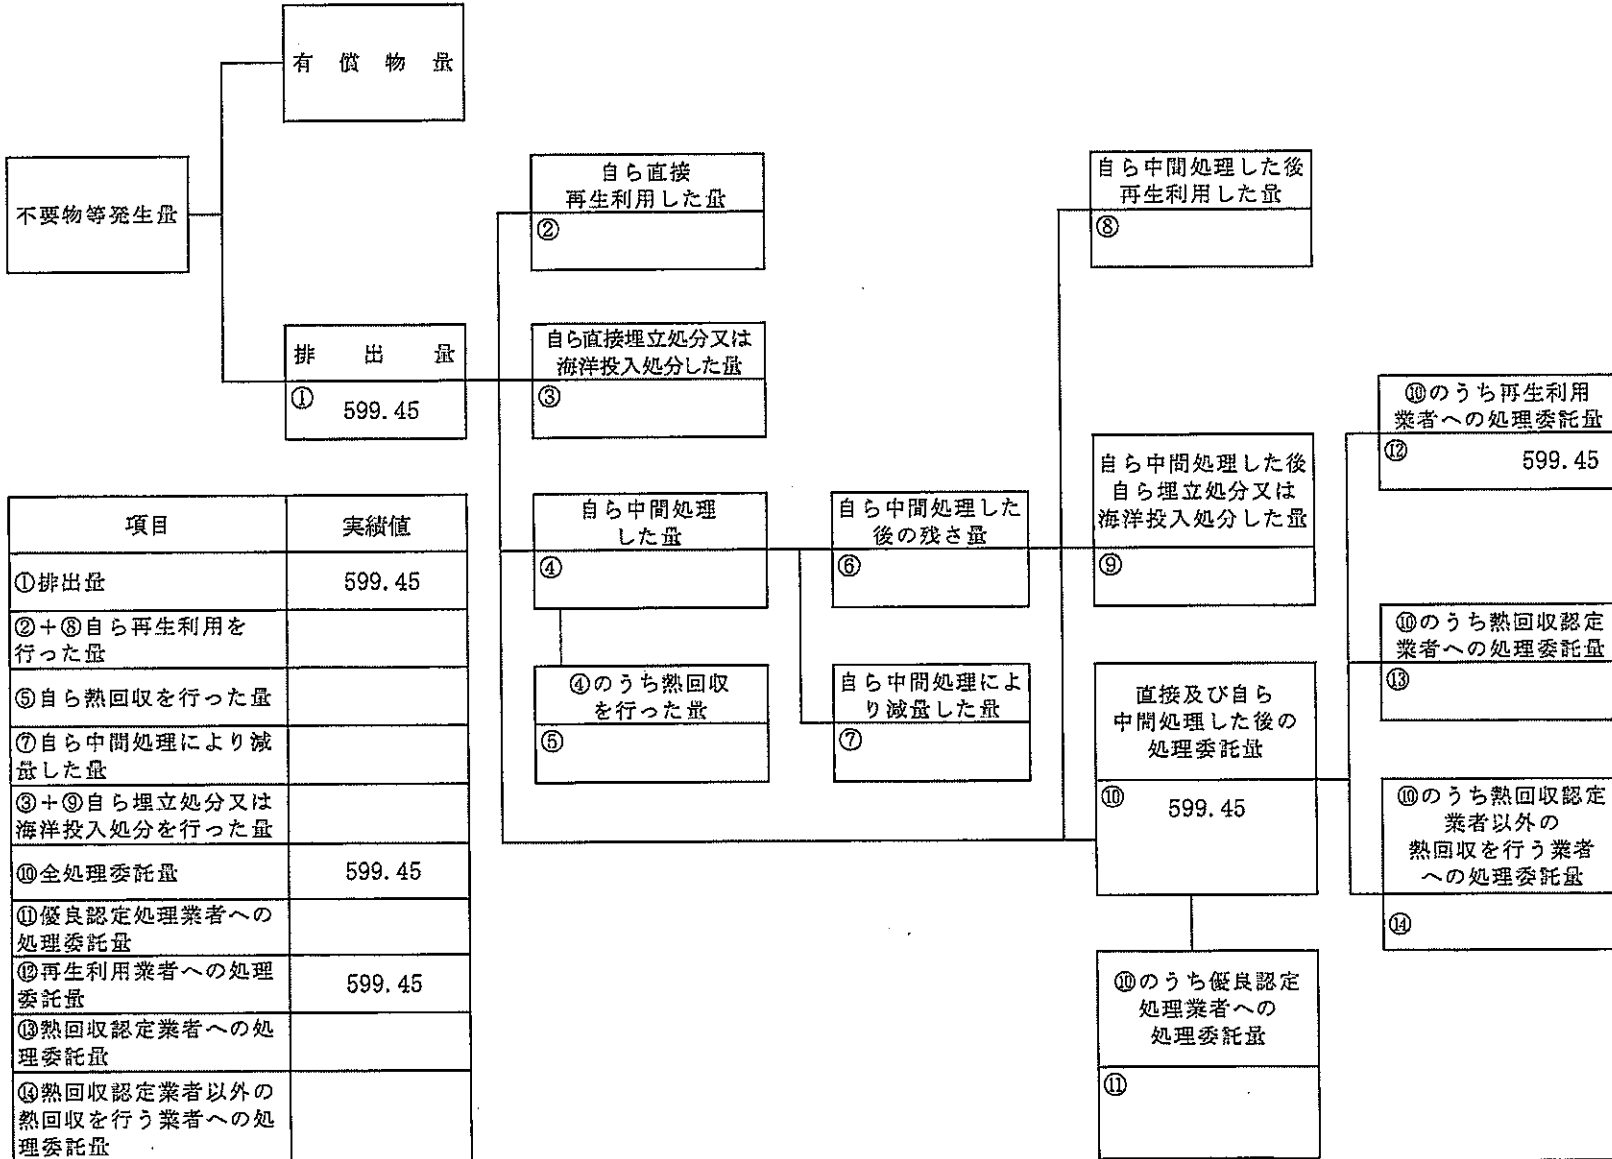 有償物量
不要物等発生量
排出量
① 599.45
自ら直接
再生利用した量
②
自ら直接埋立処分又は
海洋投入処分した量
③
自ら中間処理
した量
④
④のうち熱回収
を行った量
⑤
自ら中間処理した
後の残さ量
⑥
自ら中間処理によ
り減量した量
⑦
自ら中間処理した後
再生利用した量
⑧
自ら中間処理した後
自ら埋立処分又は
海洋投入処分した量
⑨
直接及び自ら
中間処理した後の
処理委託量
⑩ 599.45
⑩のうち優良認定
処理業者への
処理委託量
⑪
⑩のうち再生利用
業者への処理委託量
⑫ 599.45
⑩のうち熱回収認定
業者への処理委託量
⑬
⑩のうち熱回収認定
業者以外の
熱回収を行う業者
への処理委託量
⑭
項目 実績値
①排出量 599.45
②+⑧自ら再生利用を
行った量
⑤自ら熱回収を行った量
⑦自ら中間処理により減
量した量
③+⑨自ら埋立処分又は
海洋投入処分を行った量
⑩全処理委託量 599.45
⑪優良認定処理業者への
処理委託量
⑫再生利用業者への処理
委託量 599.45
⑬熱回収認定業者への処
理委託量
⑭熱回収認定業者以外の
熱回収を行う業者への処
理委託量